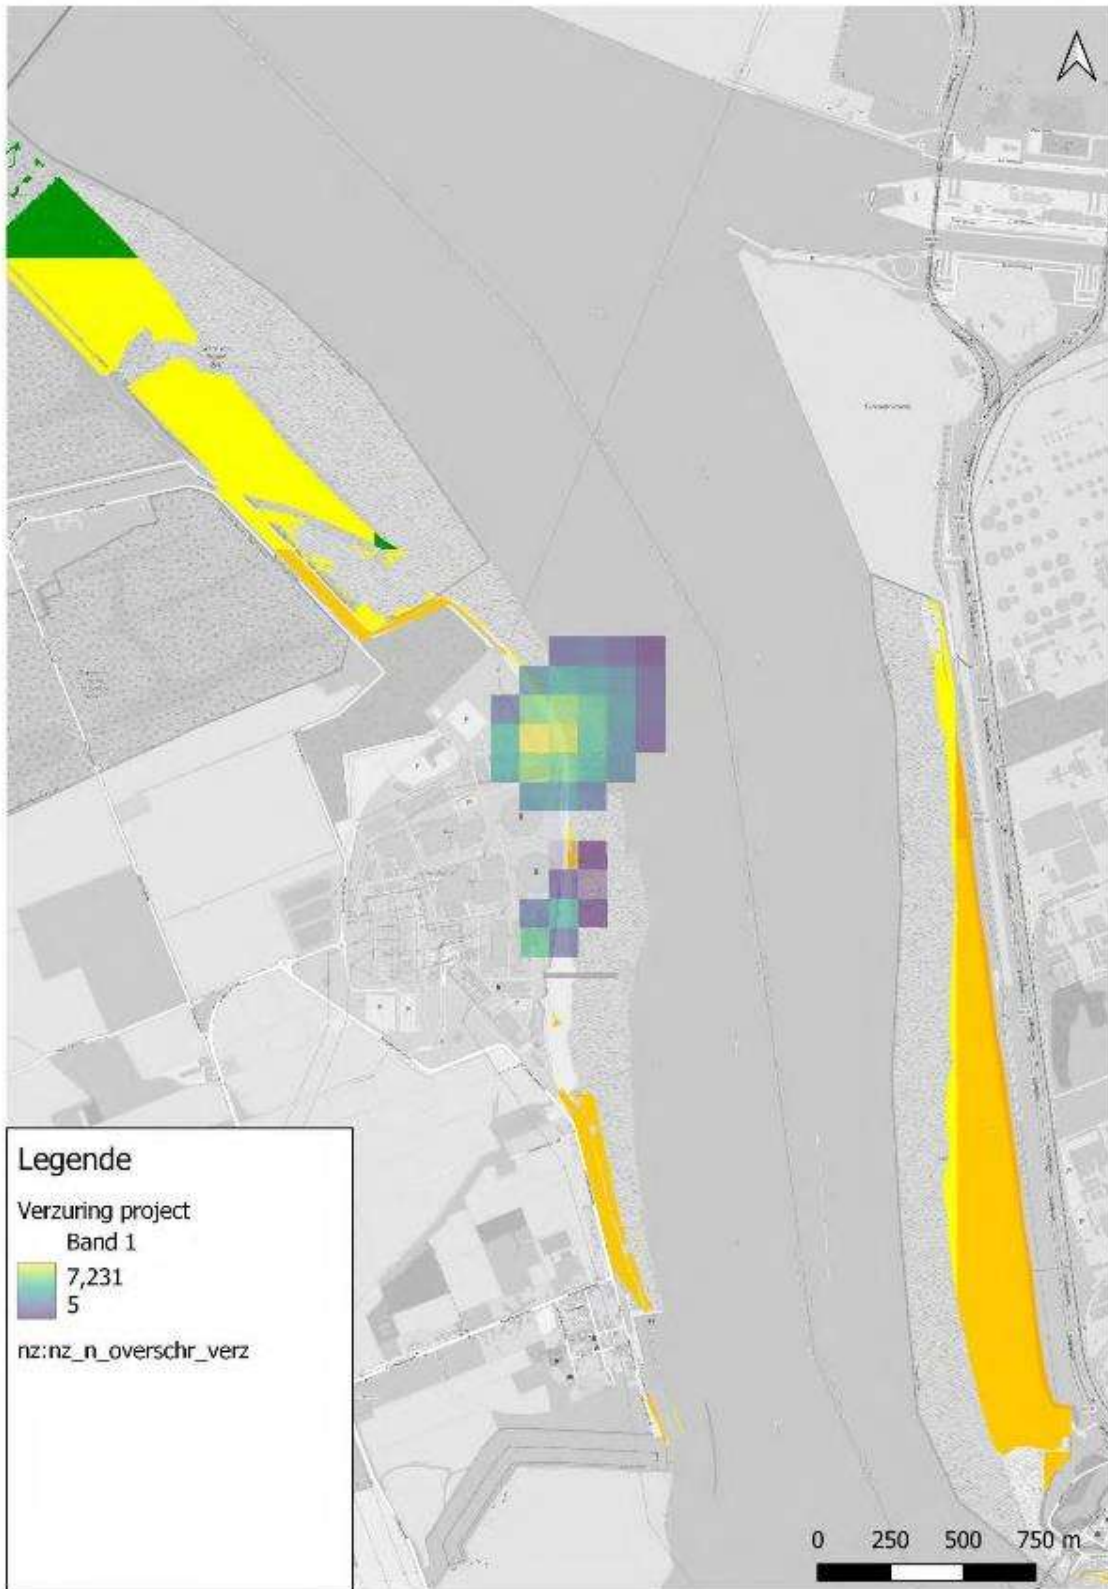 Legende
Verzuring project
Band 1
7,231
5
nz:nz_n_overschr_verz
0 250 500 750 m